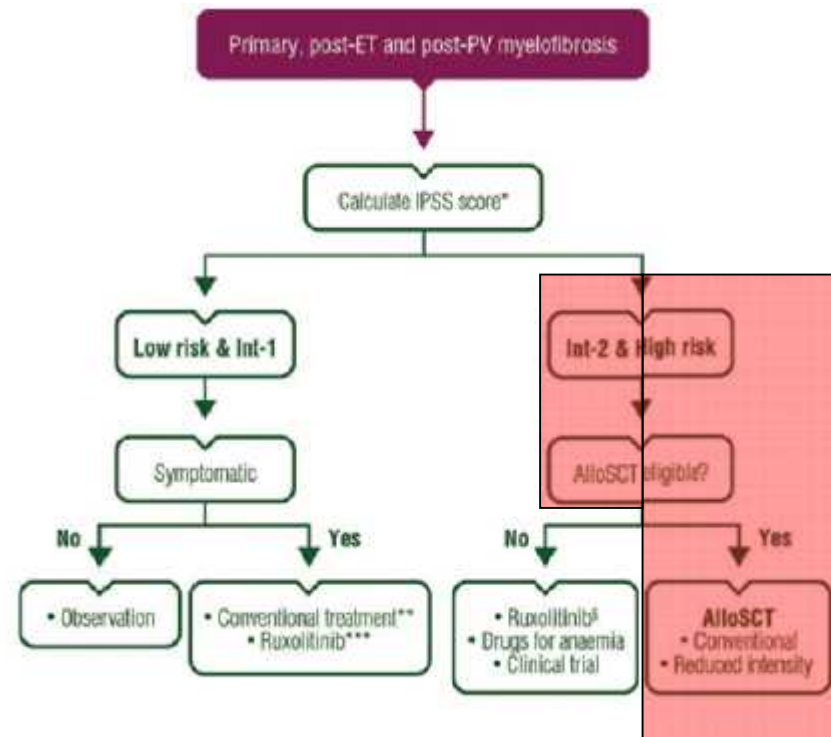 Primary, post-ET and post-PV myelofibrosis
Calculate IPSS score*
Low risk & Int-1
Int-2 & High risk
Symptomatic
AlloSCT eligible?
No
Yes
No
Yes
• Observation
• Conventional treatment**
• Ruxolitinib***
• Ruxolitinib§
• Drugs for anaemia
• Clinical trial
AlloSCT
• Conventional
• Reduced intensity